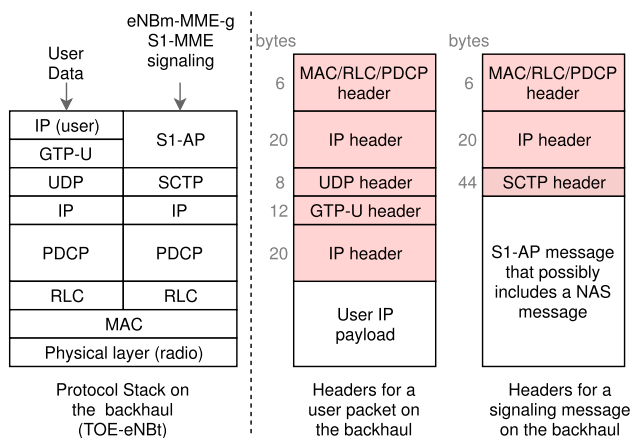 User
Data
eNBm-MME-g
S1-MME
signaling
IP (user)
GTP-U
UDP
IP
PDCP
RLC
S1-AP
SCTP
IP
PDCP
RLC
MAC
Physical layer (radio)
Protocol Stack on
the backhaul
(TOE-eNBt)
bytes
6
20
8
12
20
MAC/RLC/PDCP
header
IP header
UDP header
GTP-U header
IP header
User IP
payload
Headers for a
user packet on
the backhaul
bytes
6
20
44
MAC/RLC/PDCP
header
IP header
SCTP header
S1-AP message
that possibly
includes a NAS
message
Headers for a
signaling message
on the backhaul